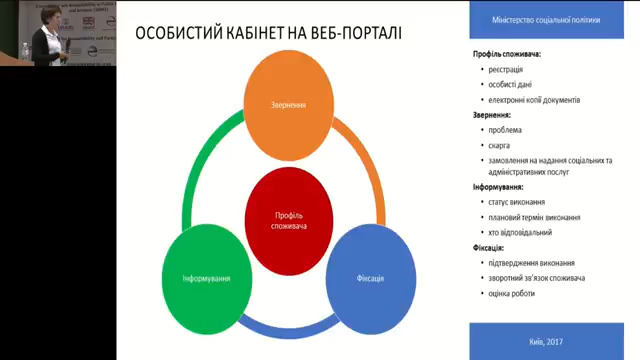 ОСОБИСТИЙ КАБІНЕТ НА ВЕБ-ПОРТАЛІ
Звернення
Профіль
споживача
Інформування
Фіксація
Міністерство соціальної політики
Профіль споживача:
• реєстрація
• особисті дані
• електронні копії документів
Звернення:
• проблема
• скарга
• замовлення на надання соціальних та
адміністративних послуг
Інформування:
• статус виконання
• плановий термін виконання
• хто відповідальний
Фіксація:
• підтвердження виконання
• зворотний зв'язок споживача
• оцінка роботи
Київ, 2017